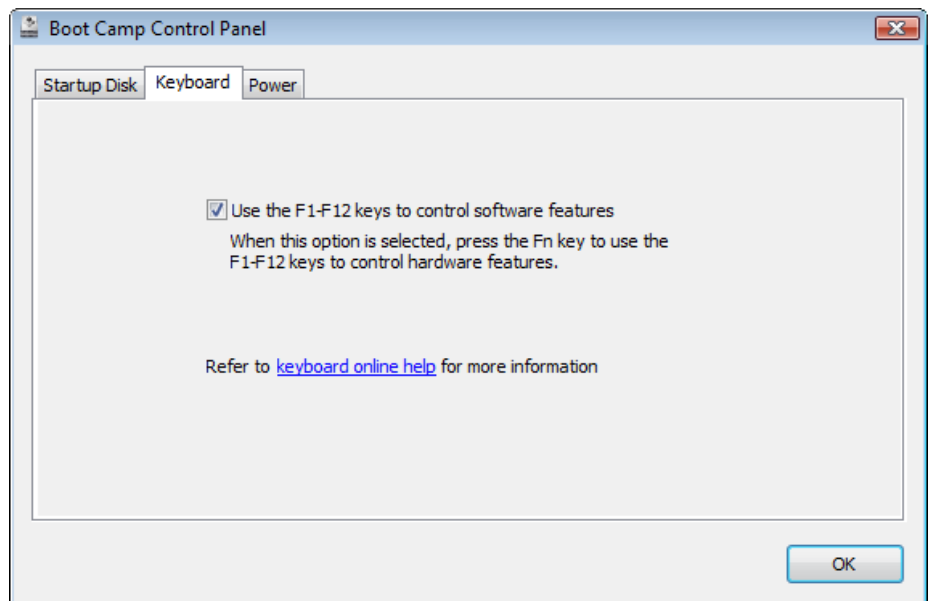 Boot Camp Control Panel
Startup Disk Keyboard Power
Use the F1-F12 keys to control software features
When this option is selected, press the Fn key to use the
F1-F12 keys to control hardware features.
Refer to keyboard online help for more information
OK